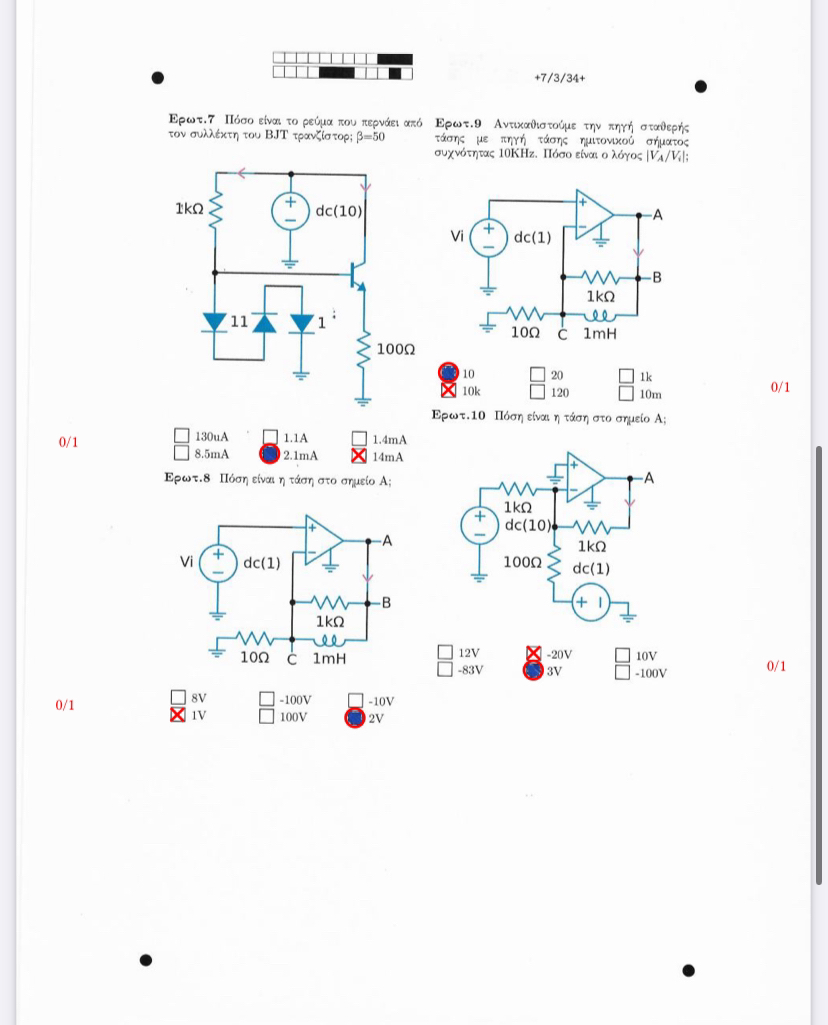 +7/3/34+
Ερωτ.7 Πόσο είναι το ρεύμα που περνάει από
τον συλλέκτη του BJT τρανζίστορ; β=50
1kΩ
dc(10)
11
1
100Ω
130uA
1.1A
1.4mA
8.5mA
2.1mA
14mA
0/1
Ερωτ.8 Πόση είναι η τάση στο σημείο A;
Vi
dc(1)
A
B
1kΩ
10Ω C 1mH
8V
-100V
-10V
1V
100V
2V
0/1
Ερωτ.9 Αντικαθιστούμε την πηγή σταθερής
τάσης με πηγή τάσης ημιτονικού σήματος
συχνότητας 10KHz. Πόσο είναι ο λόγος |VA/Vi|;
Vi
dc(1)
A
B
1kΩ
10Ω C 1mH
10
20
1k
10k
120
10m
0/1
Ερωτ.10 Πόση είναι η τάση στο σημείο A;
A
1kΩ
dc(10)
1kΩ
100Ω
dc(1)
12V
-20V
10V
-83V
3V
-100V
0/1